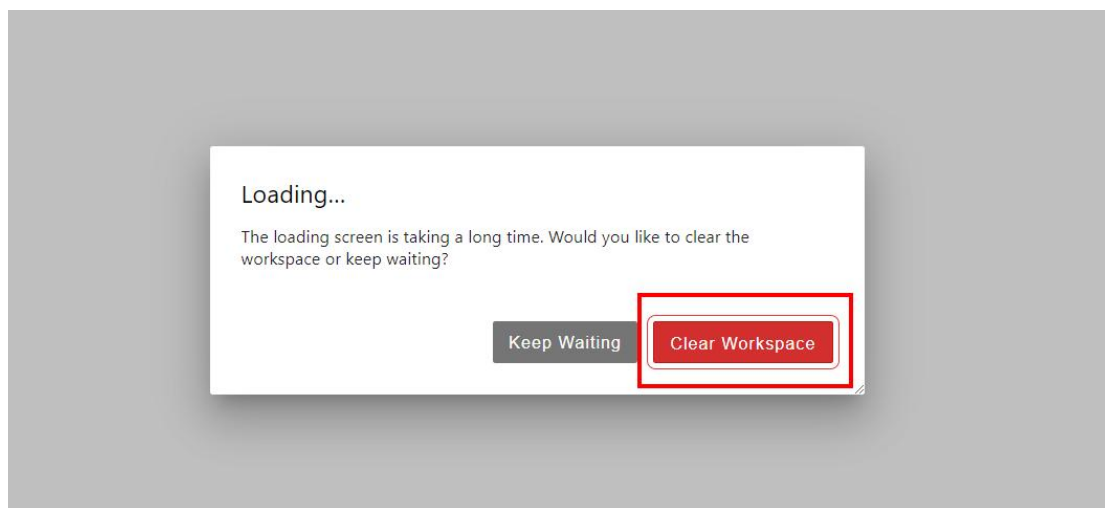 Loading...
The loading screen is taking a long time. Would you like to clear the
workspace or keep waiting?
Keep Waiting
Clear Workspace